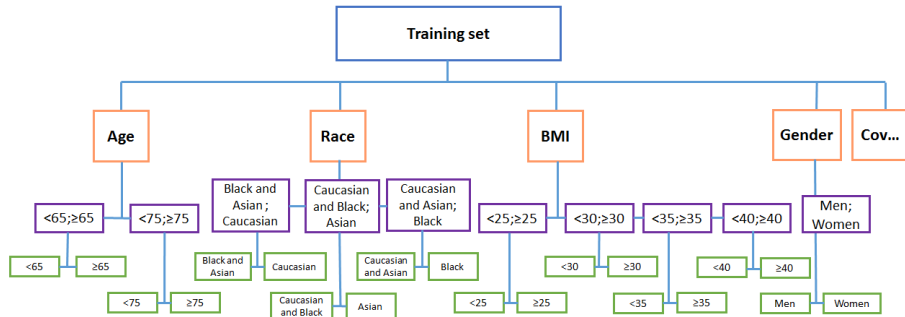 Training set
Age
Race
BMI
Gender
Cov...
<65;≥65
<75;≥75
Black and
Asian ;
Caucasian
Caucasian
and Black;
Asian
Caucasian
and Asian;
Black
<25;≥25
<30;≥30
<35;≥35
<40;≥40
Men;
Women
<65
≥65
Black and
Asian
Caucasian
Caucasian
and Asian
Black
<30
≥30
<40
≥40
<75
≥75
Caucasian
and Black
Asian
<25
≥25
<35
≥35
Men
Women